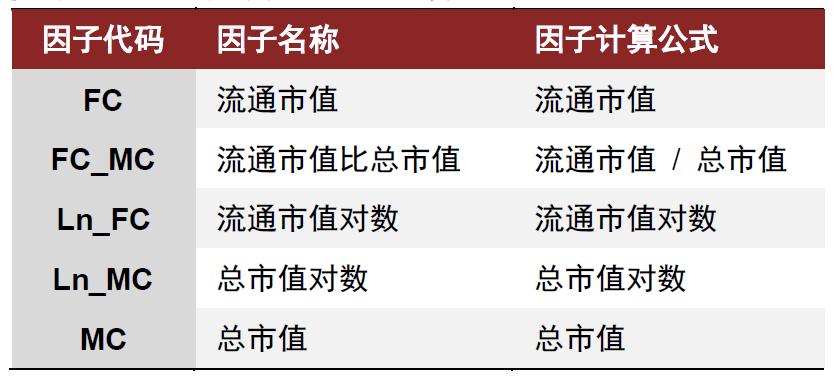 因子代码 因子名称 因子计算公式
FC 流通市值 流通市值
FC_MC 流通市值比总市值 流通市值 / 总市值
Ln_FC 流通市值对数 流通市值对数
Ln_MC 总市值对数 总市值对数
MC 总市值 总市值